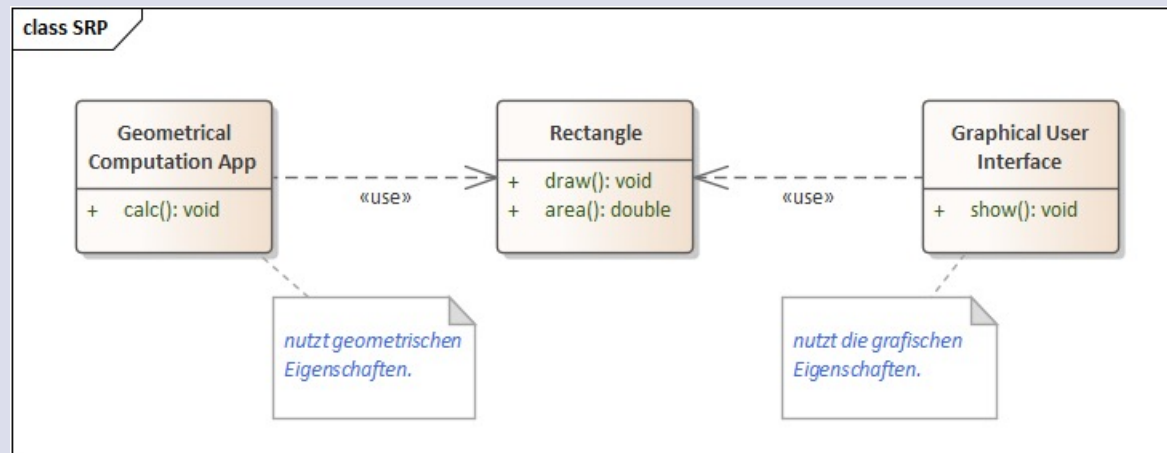 class SRP
Geometrical
Computation App
+ calc(): void
«use»
Rectangle
+ draw(): void
+ area(): double
«use»
Graphical User
Interface
+ show(): void
nutzt geometrischen
Eigenschaften.
nutzt die grafischen
Eigenschaften.